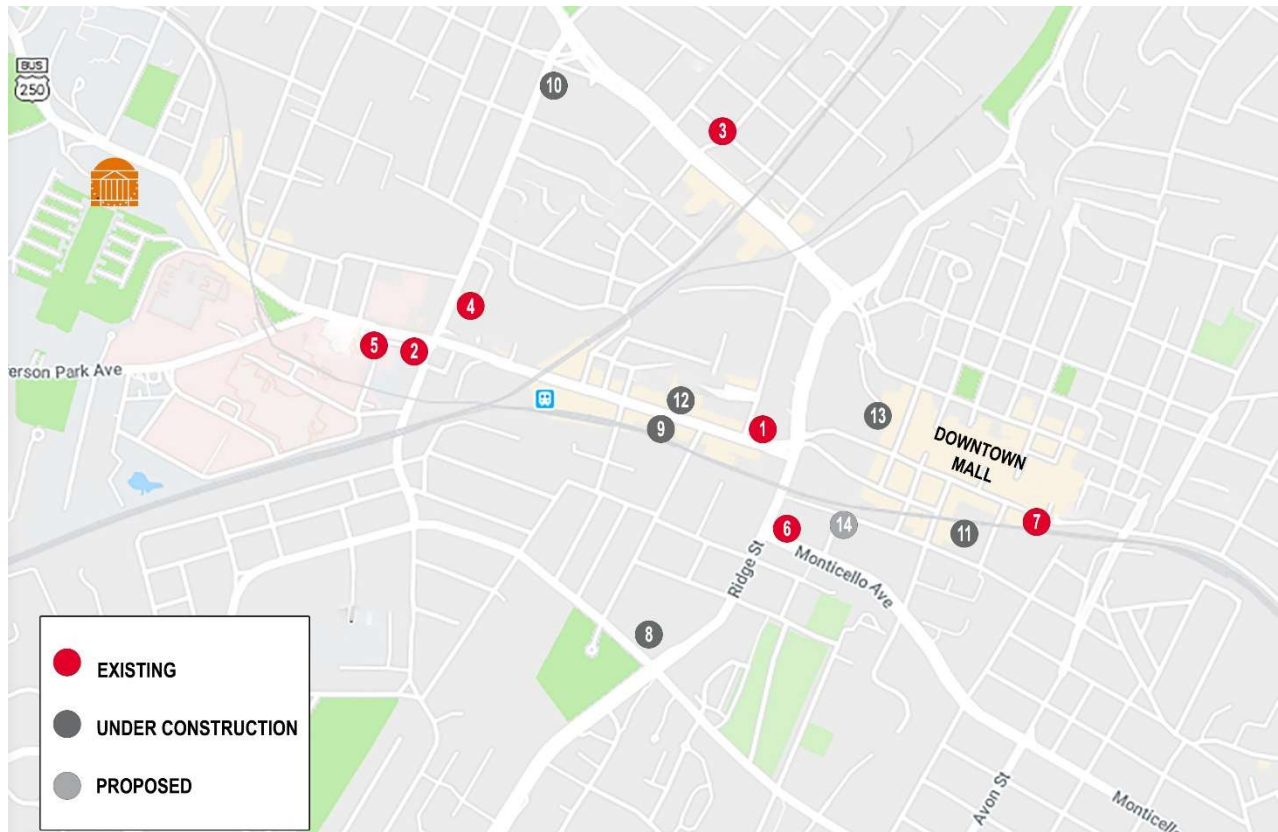 BUS
250
10
3
4
5
2
erson Park Ave
12
9
1
13
DOWNTOWN
MALL
6
14
11
7
Ridge St
Monticello Ave
8
EXISTING
UNDER CONSTRUCTION
PROPOSED
Avon St
Montice